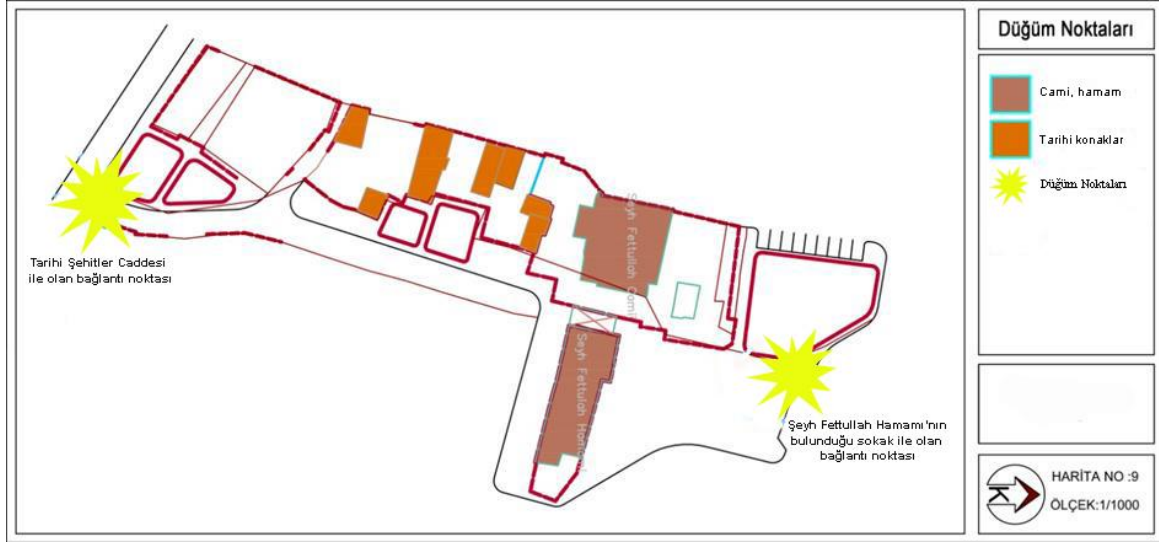 Düğüm Noktaları
Cami, hamam
Tarihi konaklar
Düğüm Noktaları
Şeyh Fettullah Cami
Şeyh Fettullah Hamamı
Tarihi Şehitler Caddesi
ile olan bağlantı noktası
Şeyh Fettullah Hamamı'nın
bulunduğu sokak ile olan
bağlantı noktası
K
HARİTA NO :9
ÖLÇEK:1/1000